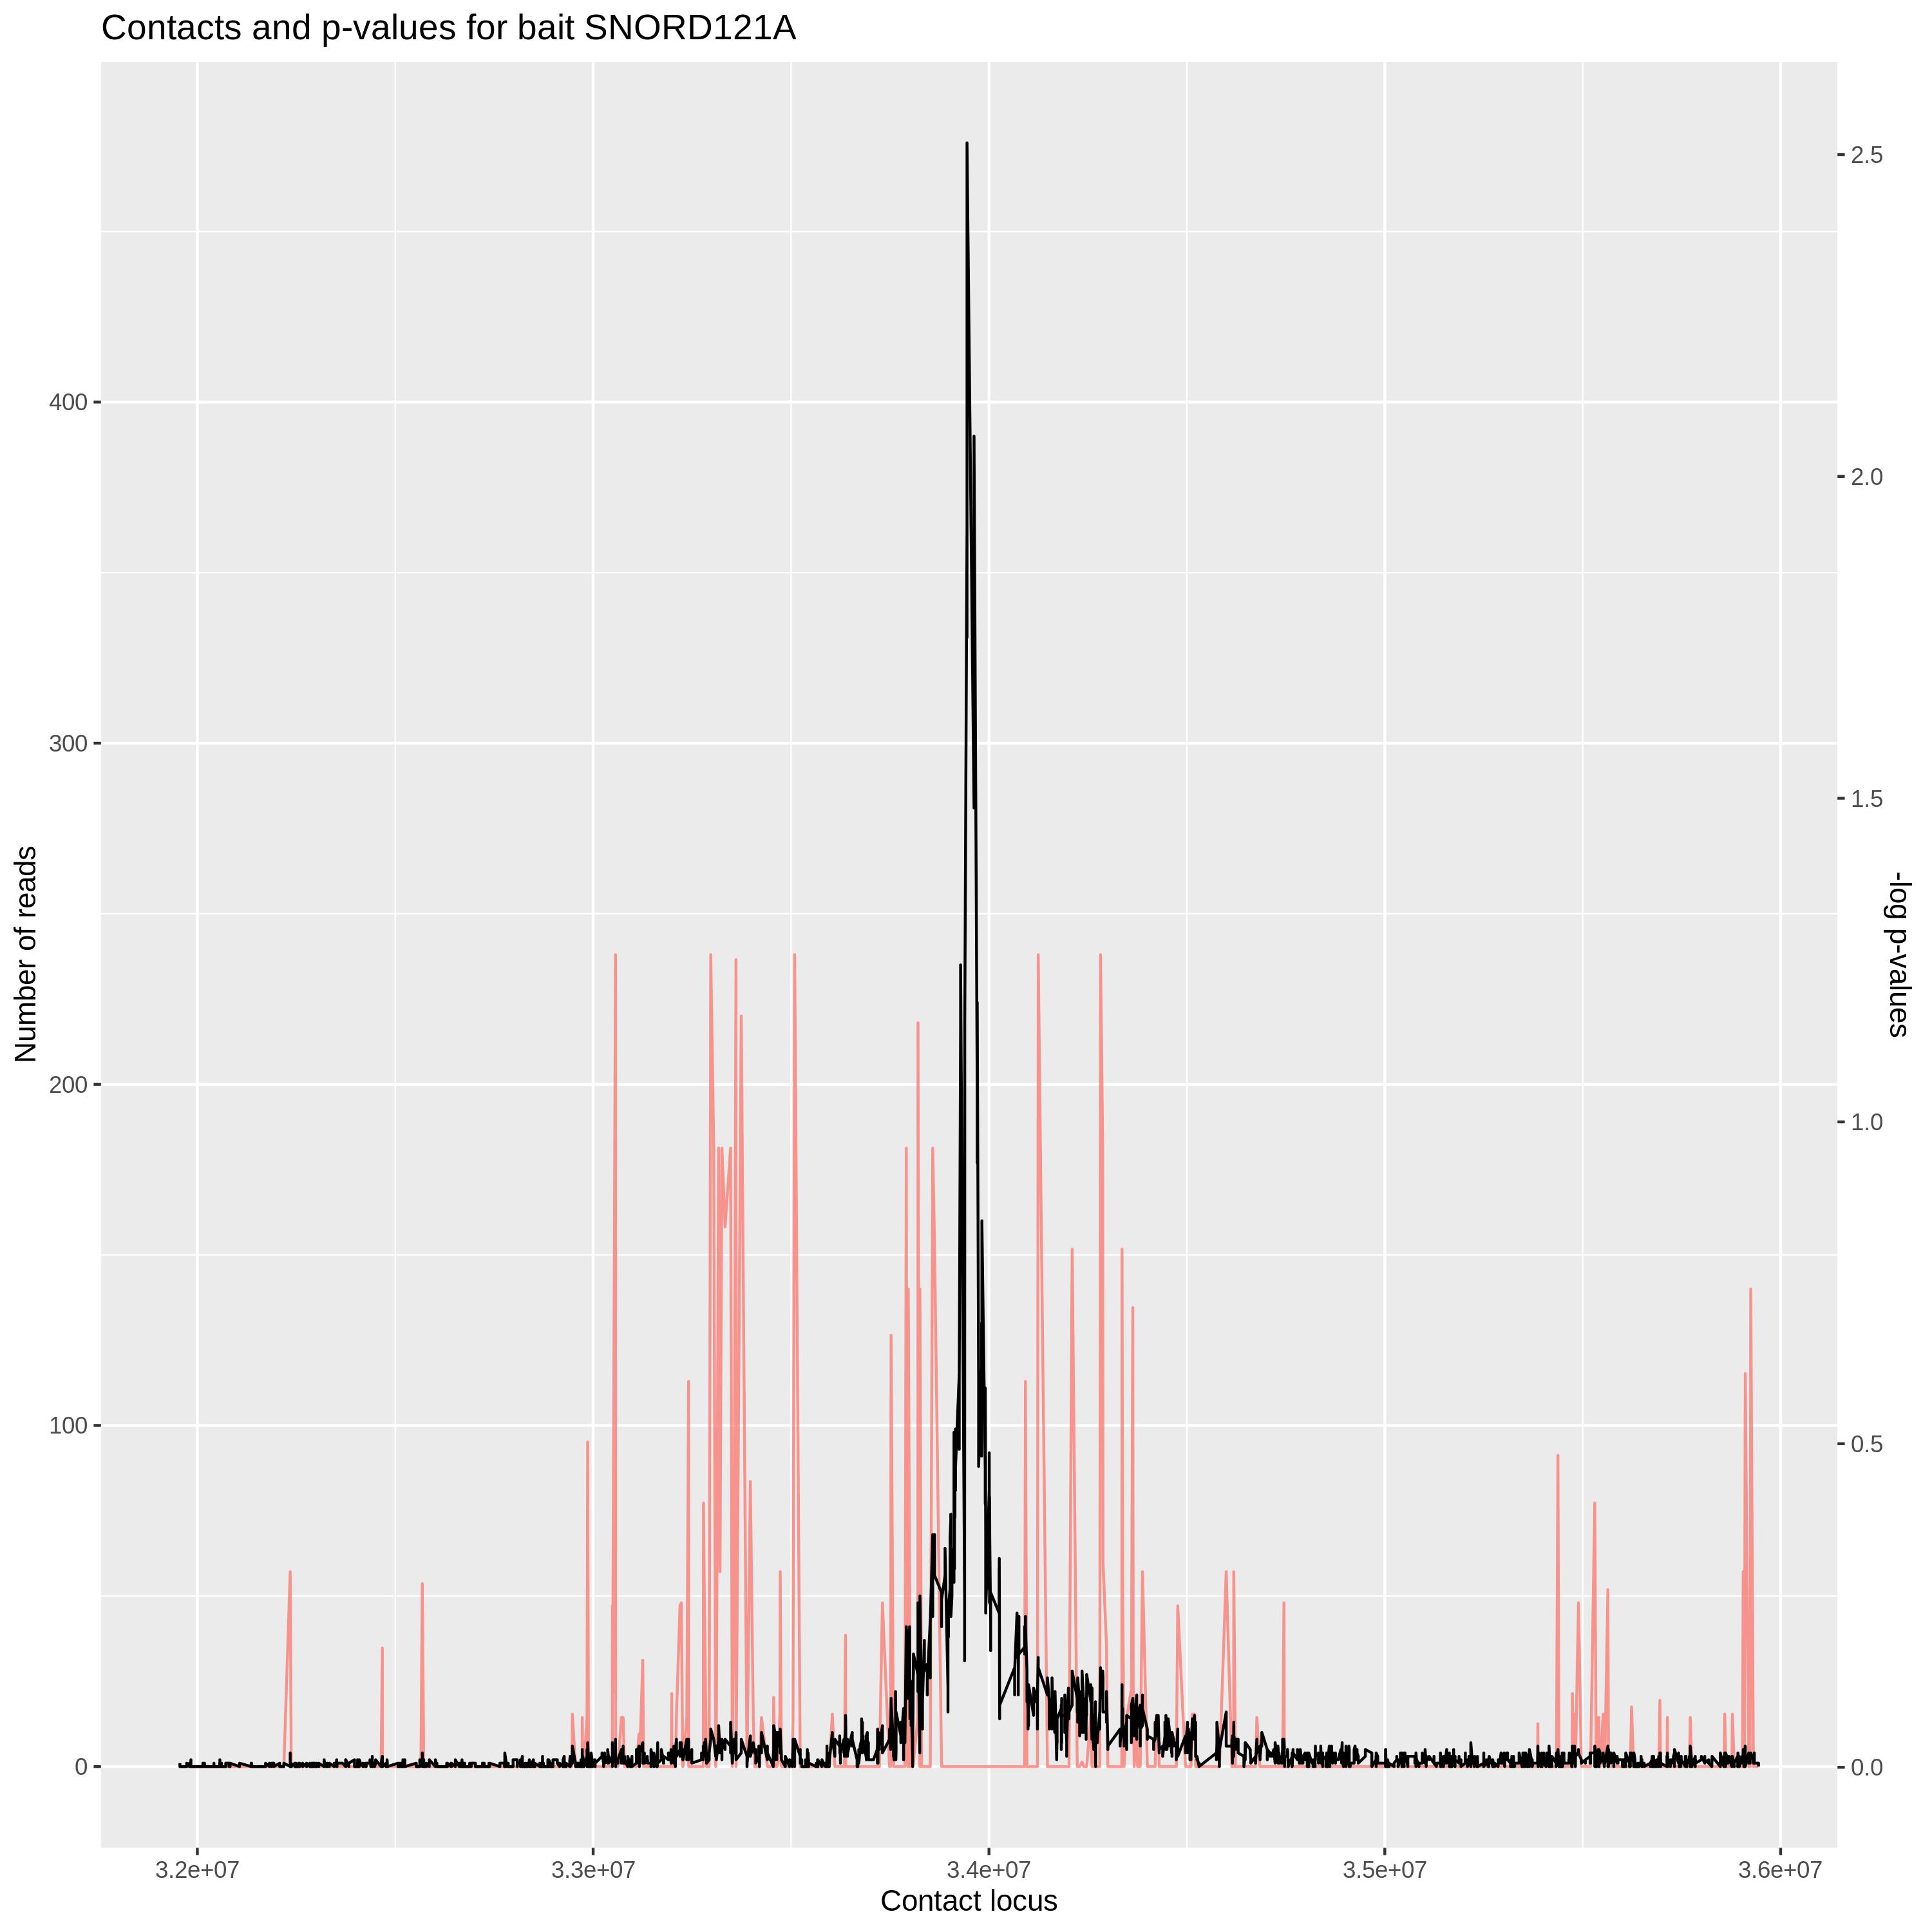 Contacts and p-values for bait SNORD121A
Number of reads
400
300
200
100
0
2.5
2.0
1.5
1.0
0.5
0.0
-log p-values
3.2e+07
3.3e+07
3.4e+07
3.5e+07
3.6e+07
Contact locus